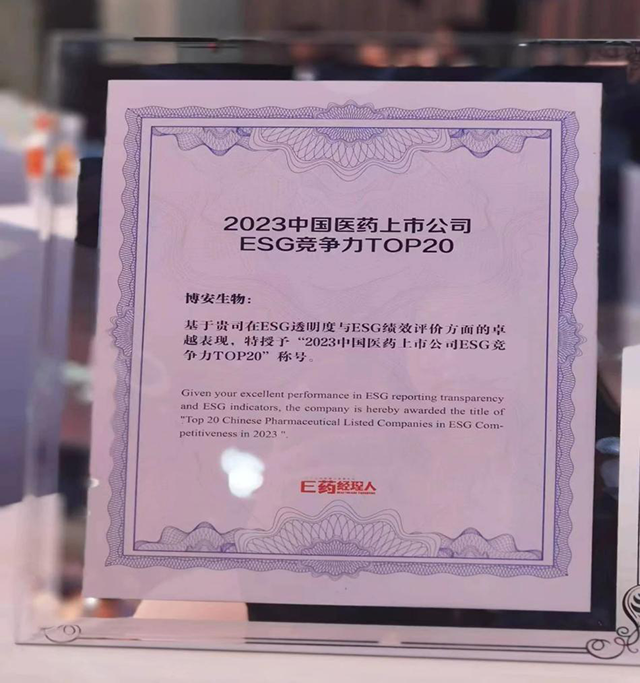 2023中国医药上市公司
ESG竞争力TOP20
博安生物：
基于贵司在ESG透明度与ESG绩效评价方面的卓
越表现，特授予“2023中国医药上市公司ESG竞
争力TOP20”称号。
Given your excellent performance in ESG reporting transparency
and ESG indicators, the company is hereby awarded the title of
"Top 20 Chinese Pharmaceutical Listed Companies in ESG Com-
petitiveness in 2023 ".
E药经理人